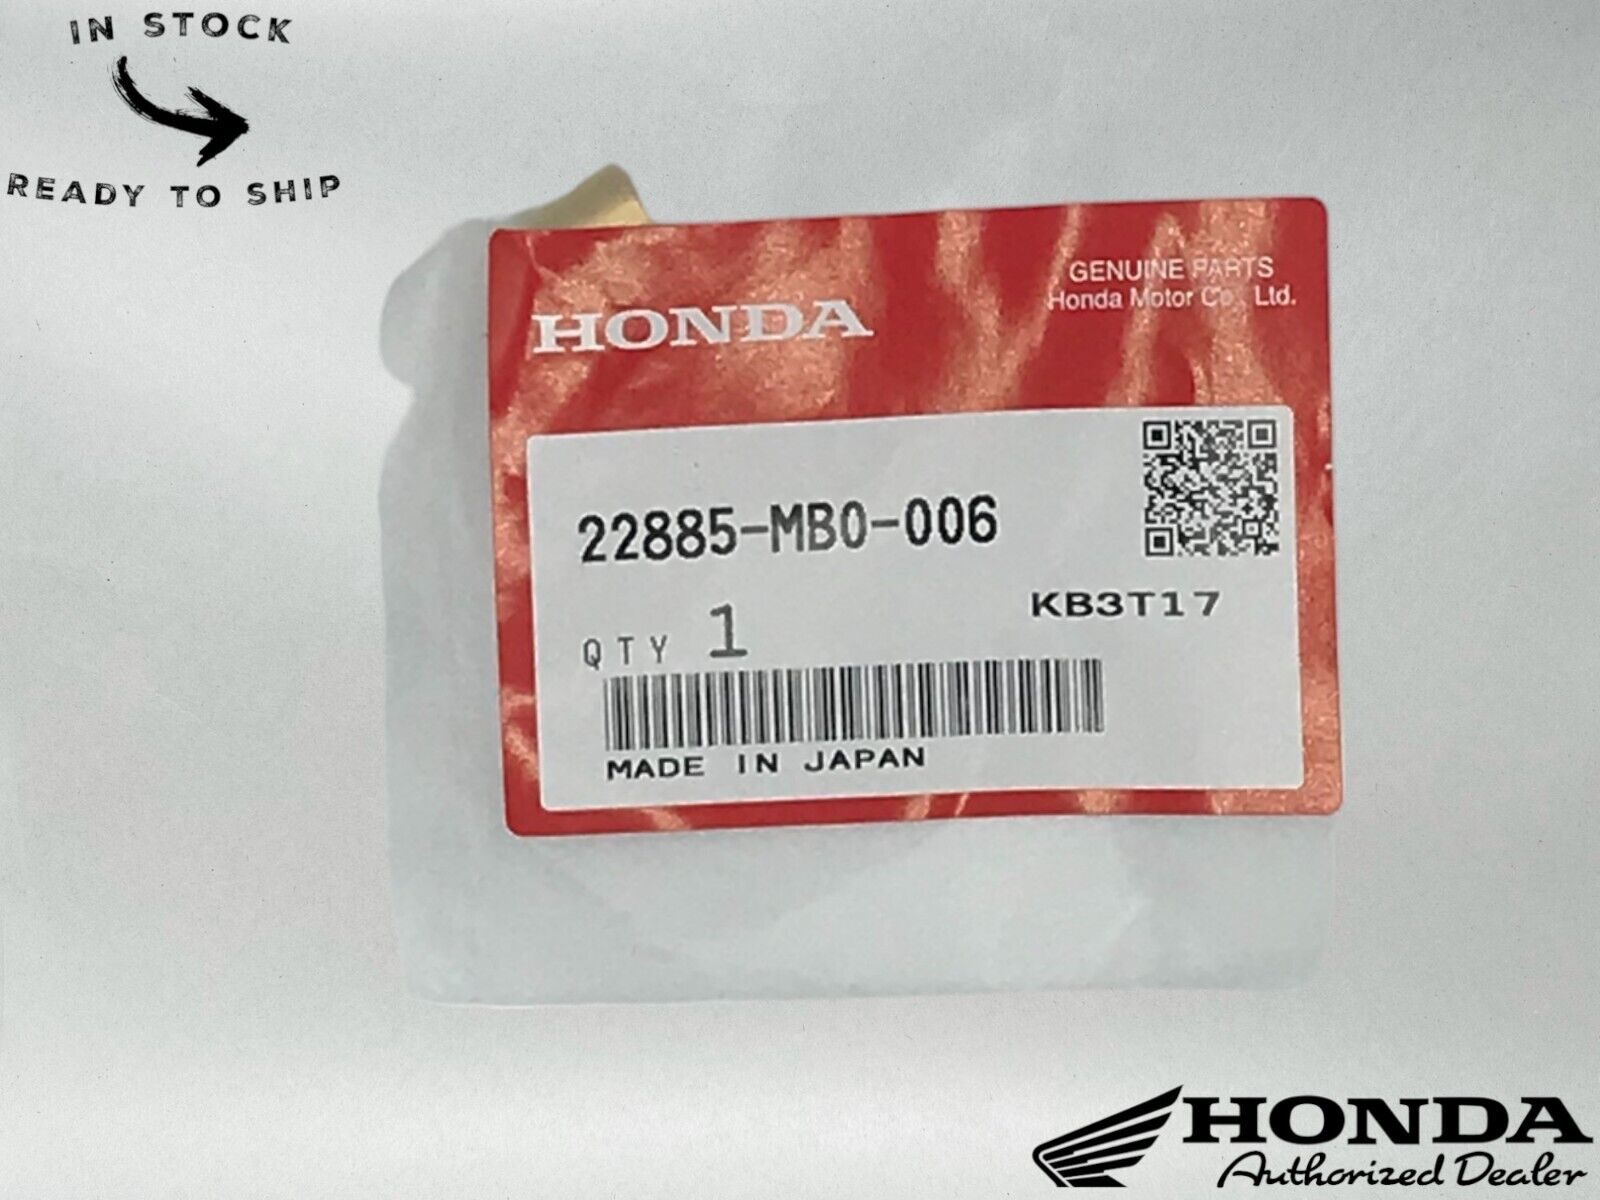 IN STOCK
READY TO SHIP
HONDA
GENUINE PARTS
Honda Motor Co., Ltd.
22885-MB0-006
KB3T17
QTY 1
MADE IN JAPAN
HONDA
Authorized Dealer